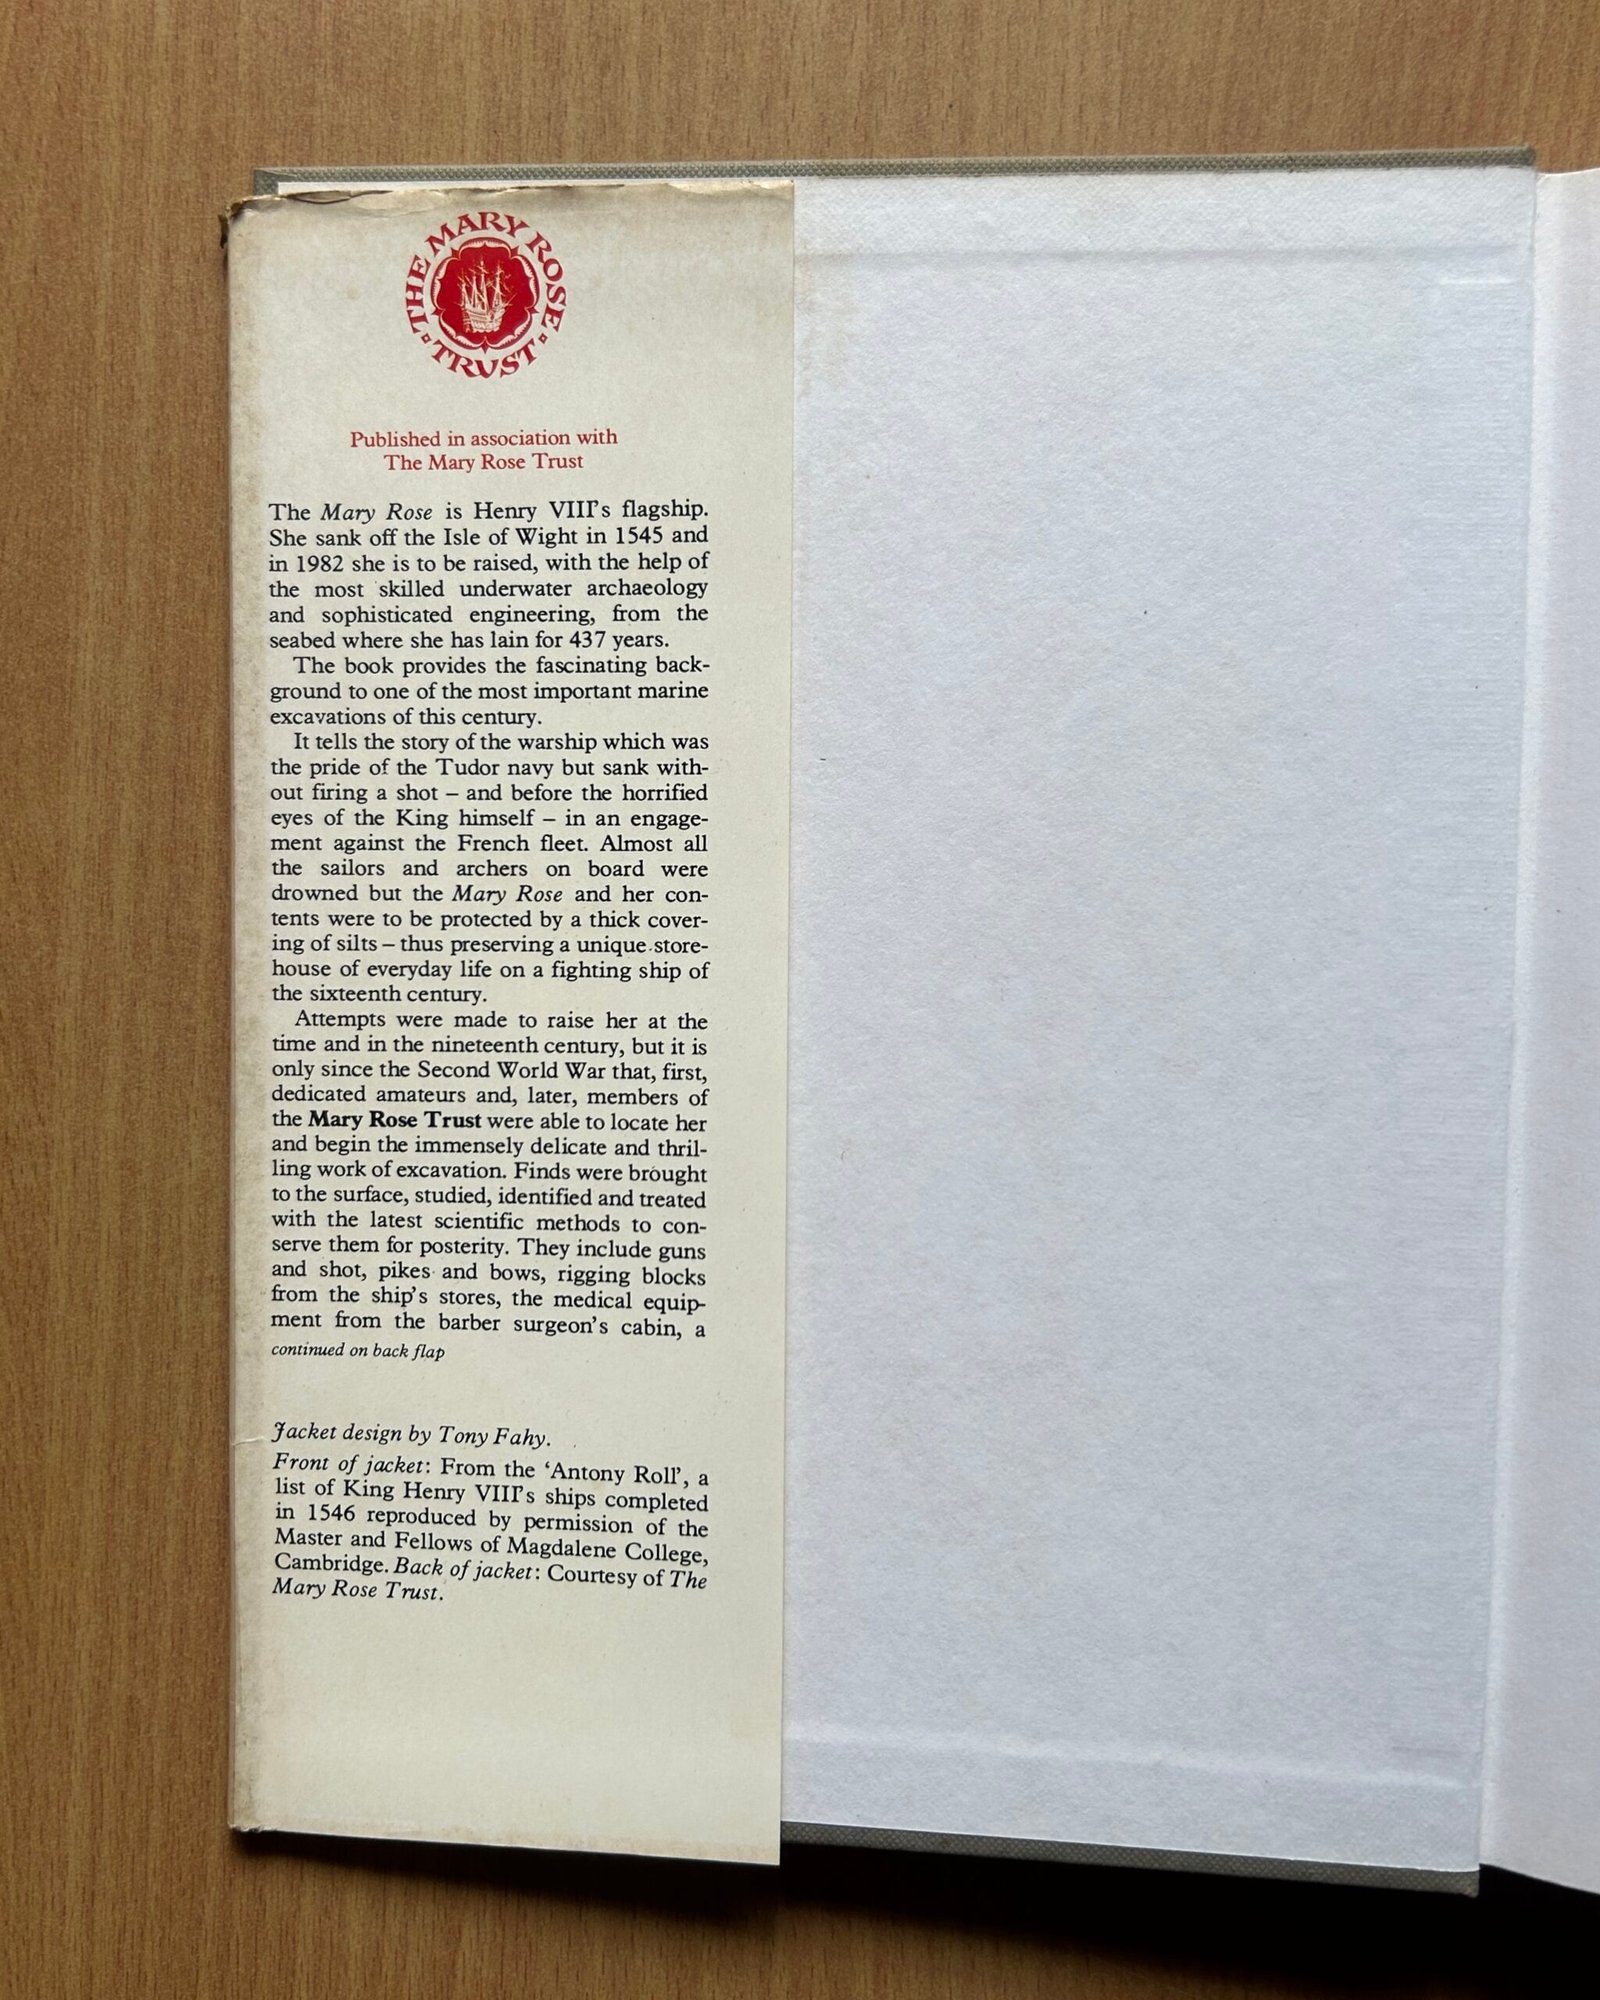 THE MARY ROSE
· TRUST ·
Published in association with
The Mary Rose Trust
The Mary Rose is Henry VIII's flagship.
She sank off the Isle of Wight in 1545 and
in 1982 she is to be raised, with the help of
the most skilled underwater archaeology
and sophisticated engineering, from the
seabed where she has lain for 437 years.
The book provides the fascinating back-
ground to one of the most important marine
excavations of this century.
It tells the story of the warship which was
the pride of the Tudor navy but sank with-
out firing a shot – and before the horrified
eyes of the King himself – in an engage-
ment against the French fleet. Almost all
the sailors and archers on board were
drowned but the Mary Rose and her con-
tents were to be protected by a thick cover-
ing of silts – thus preserving a unique store-
house of everyday life on a fighting ship of
the sixteenth century.
Attempts were made to raise her at the
time and in the nineteenth century, but it is
only since the Second World War that, first,
dedicated amateurs and, later, members of
the Mary Rose Trust were able to locate her
and begin the immensely delicate and thril-
ling work of excavation. Finds were brought
to the surface, studied, identified and treated
with the latest scientific methods to con-
serve them for posterity. They include guns
and shot, pikes and bows, rigging blocks
from the ship's stores, the medical equip-
ment from the barber surgeon's cabin, a
continued on back flap
Jacket design by Tony Fahy.
Front of jacket: From the 'Antony Roll', a
list of King Henry VIII's ships completed
in 1546 reproduced by permission of the
Master and Fellows of Magdalene College,
Cambridge. Back of jacket: Courtesy of The
Mary Rose Trust.